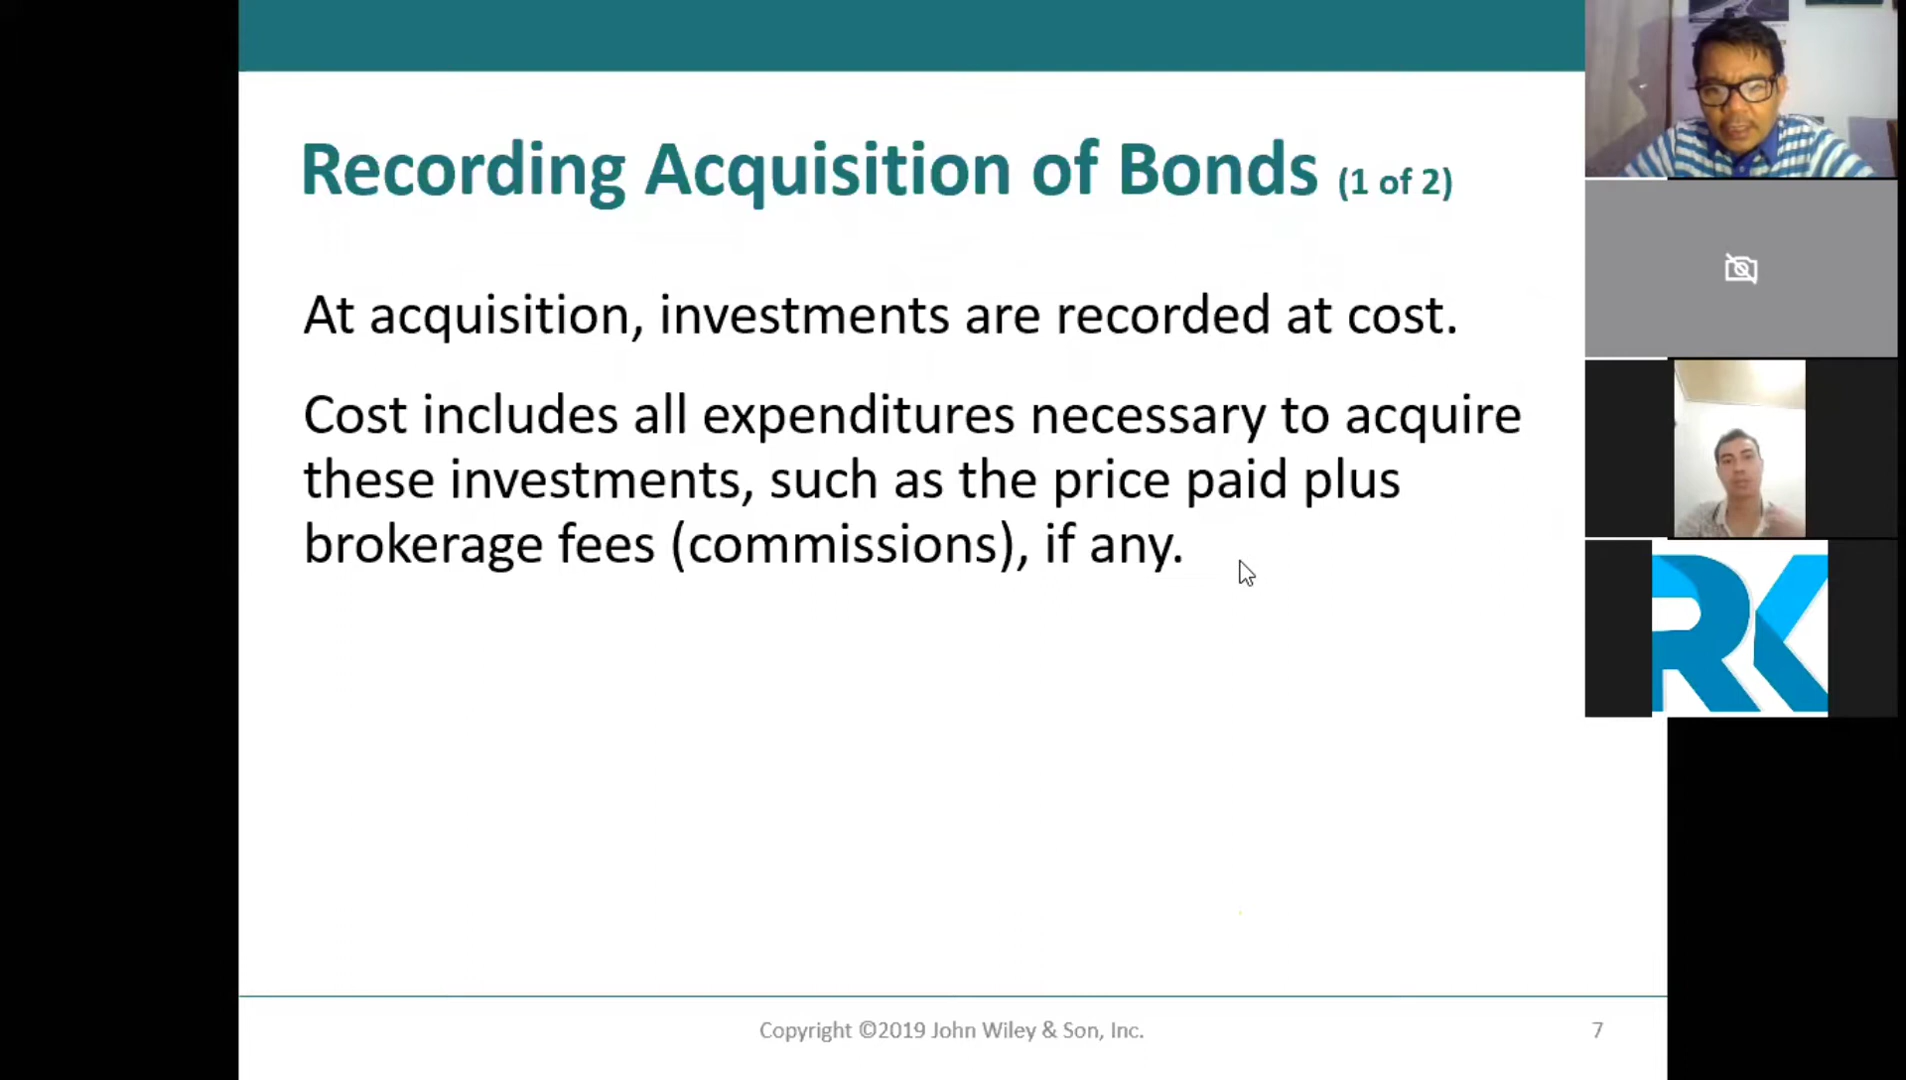 Recording Acquisition of Bonds (1 of 2)
At acquisition, investments are recorded at cost.
Cost includes all expenditures necessary to acquire
these investments, such as the price paid plus
brokerage fees (commissions), if any.
RK
Copyright ©2019 John Wiley & Son, Inc.
7